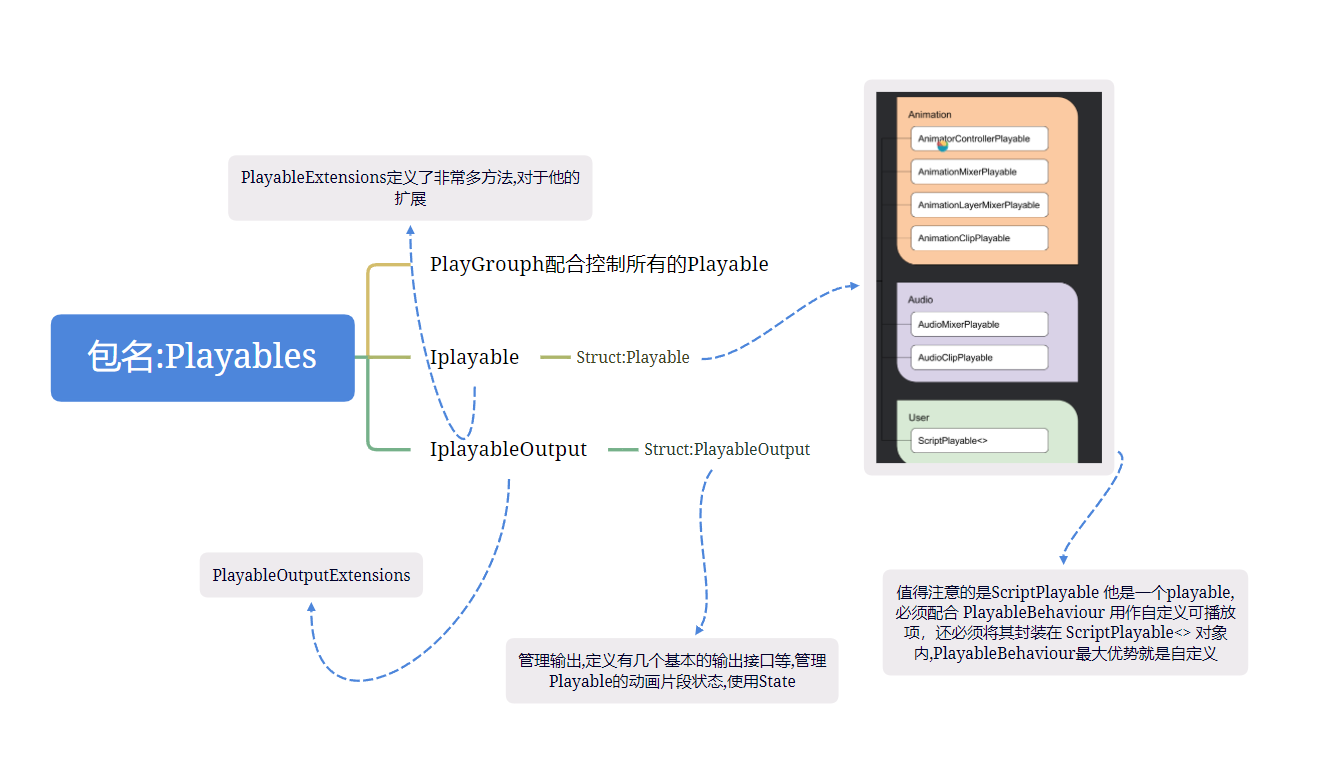 PlayableExtensions定义了非常多方法,对于他的
扩展
包名:Playables
PlayGrouph配合控制所有的Playable
Iplayable
Struct:Playable
IplayableOutput
Struct:PlayableOutput
Animation
AnimatorControllerPlayable
AnimationMixerPlayable
AnimationLayerMixerPlayable
AnimationClipPlayable
Audio
AudioMixerPlayable
AudioClipPlayable
User
ScriptPlayable<>
PlayableOutputExtensions
管理输出,定义有几个基本的输出接口等,管理
Playable的动画片段状态,使用State
值得注意的是ScriptPlayable 他是一个playable,
必须配合 PlayableBehaviour 用作自定义可播放
项，还必须将其封装在 ScriptPlayable<> 对象
内,PlayableBehaviour最大优势就是自定义